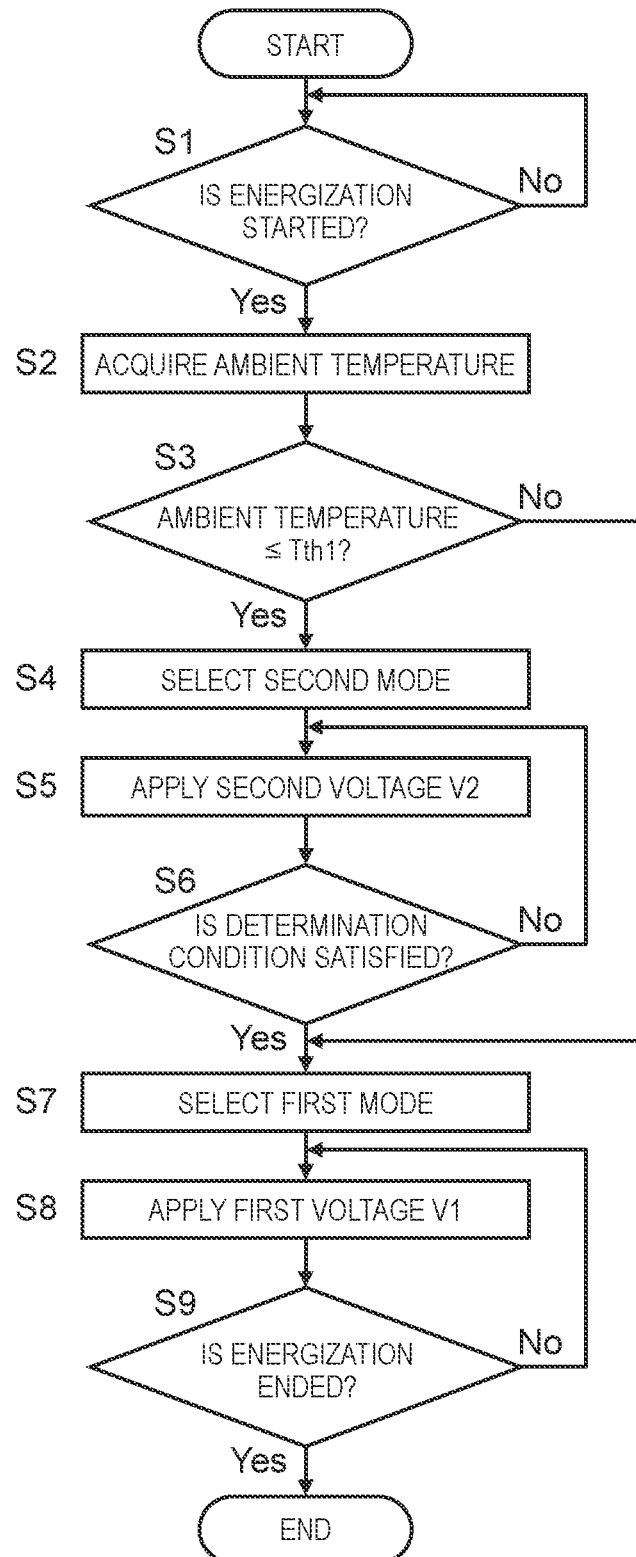 START
S1
No
IS ENERGIZATION
STARTED?
Yes
S2
ACQUIRE AMBIENT TEMPERATURE
S3
No
AMBIENT TEMPERATURE
≤ Tth1?
Yes
S4
SELECT SECOND MODE
S5
APPLY SECOND VOLTAGE V2
S6
No
IS DETERMINATION
CONDITION SATISFIED?
Yes
S7
SELECT FIRST MODE
S8
APPLY FIRST VOLTAGE V1
S9
No
IS ENERGIZATION
ENDED?
Yes
END